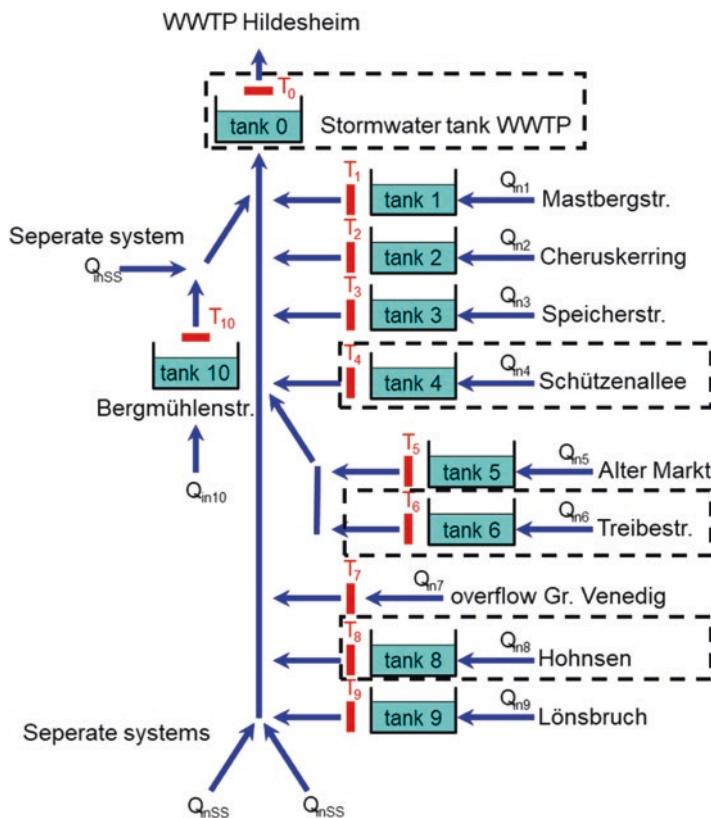 WWTP Hildesheim
T0
tank 0
Stormwater tank WWTP
T1
tank 1
Qin1
Mastbergstr.
Seperate system
QinSS
T2
tank 2
Qin2
Cheruskerring
T3
tank 3
Qin3
Speicherstr.
T10
tank 10
Bergmühlenstr.
Qin10
T4
tank 4
Qin4
Schützenallee
T5
tank 5
Qin5
Alter Markt
T6
tank 6
Qin6
Treibestr.
T7
Qin7
overflow Gr. Venedig
T8
tank 8
Qin8
Hohnsen
T9
tank 9
Qin9
Lönsbruch
Seperate systems
QinSS
QinSS